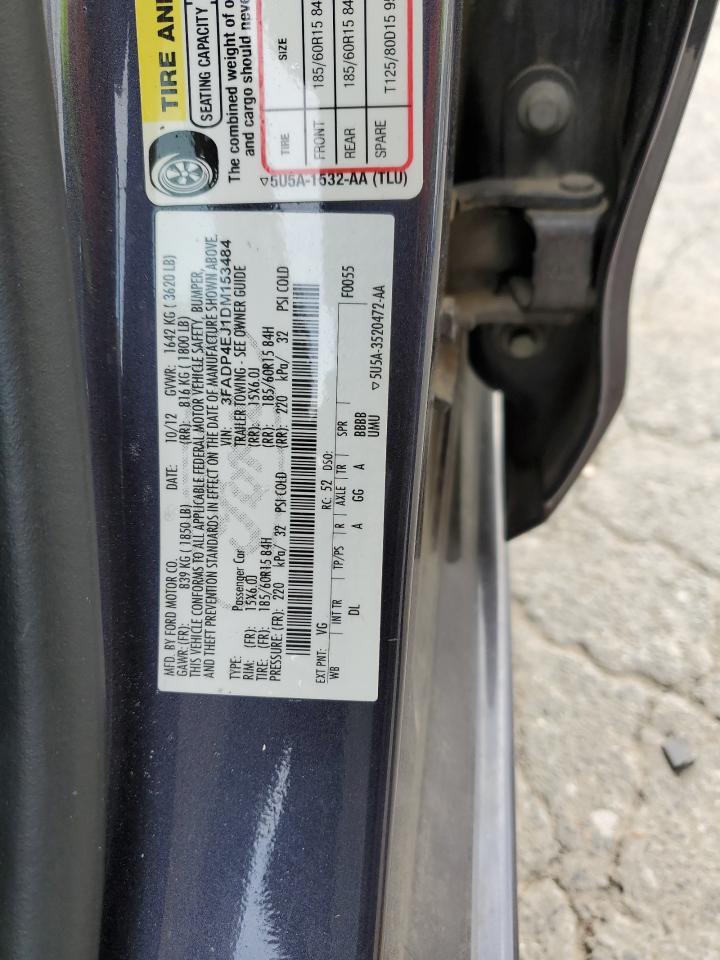 TIRE AND
SEATING CAPACITY
The combined weight of
and cargo should never
TIRE SIZE
FRONT 185/60R15 84
REAR 185/60R15 84
SPARE T125/80D15 95
▽5U5A-1532-AA (TLU)
MFD BY FORD MOTOR CO.
DATE: 10/12 GVWR: 1642 KG ( 3620 LB)
GAWR: (FR): 839 KG ( 1850LB) (RR): 816 KG ( 1800 LB)
THIS VEHICLE CONFORMS TO ALL APPLICABLE FEDERAL MOTOR VEHICLE SAFETY, BUMPER,
AND THEFT PREVENTION STANDARDS IN EFFECT ON THE DATE OF MANUFACTURE SHOWN ABOVE.
VIN: 3FADP4EJ1DM153484
TYPE: Passenger Car TRAILER TOWING - SEE OWNER GUIDE
RIM: (FR): 15X6.0J (RR): 15X6.0J
TIRE: (FR): 185/60R15 84H (RR): 185/60R15 84H
PRESSURE: (FR): 220 kPa/ 32 PSI COLD (RR): 220 kPa/ 32 PSI COLD
EXT PNT: VG RC: 52 DSO: F0055
WB INT TR TP/PS R AXLE TR SPR
DL A GG A BBBB
UMU
▽5U5A-3520472-AA